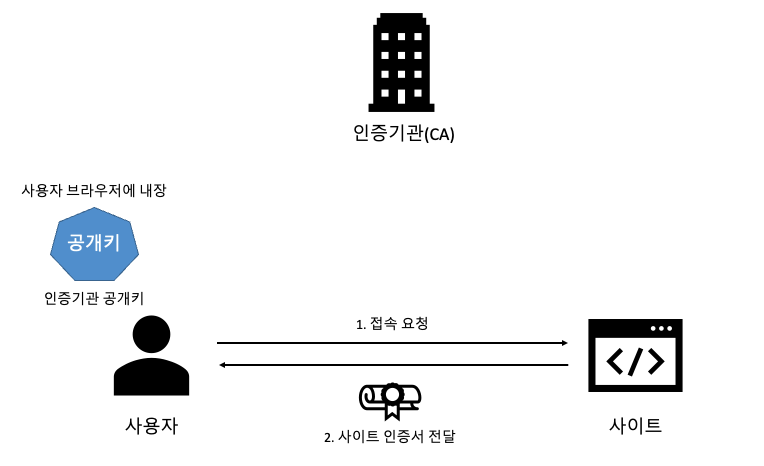 인증기관(CA)
사용자 브라우저에 내장
공개키
인증기관 공개키
1. 접속 요청
</>
2. 사이트 인증서 전달
사용자
사이트